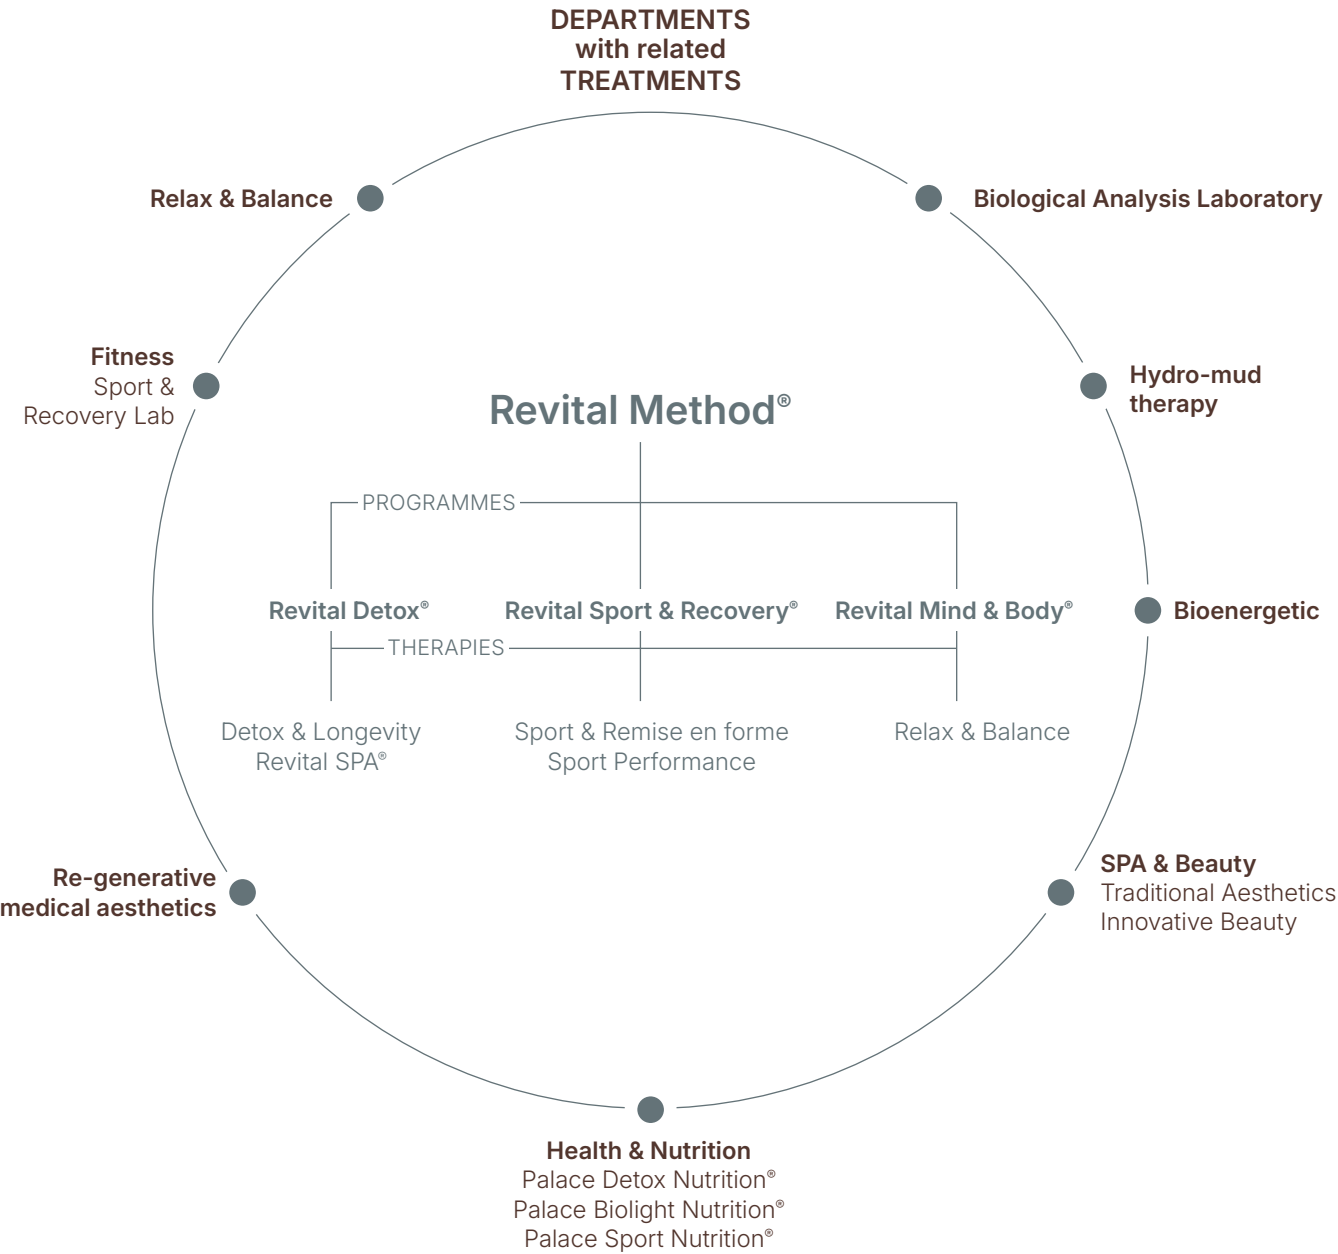 DEPARTMENTS
with related
TREATMENTS
Relax & Balance
Biological Analysis Laboratory
Fitness
Sport &
Recovery Lab
Hydro-mud
therapy
Revital Method®
PROGRAMMES
Revital Detox®
Revital Sport & Recovery®
Revital Mind & Body®
Bioenergetic
THERAPIES
Detox & Longevity
Revital SPA®
Sport & Remise en forme
Sport Performance
Relax & Balance
Re-generative
medical aesthetics
SPA & Beauty
Traditional Aesthetics
Innovative Beauty
Health & Nutrition
Palace Detox Nutrition®
Palace Biolight Nutrition®
Palace Sport Nutrition®